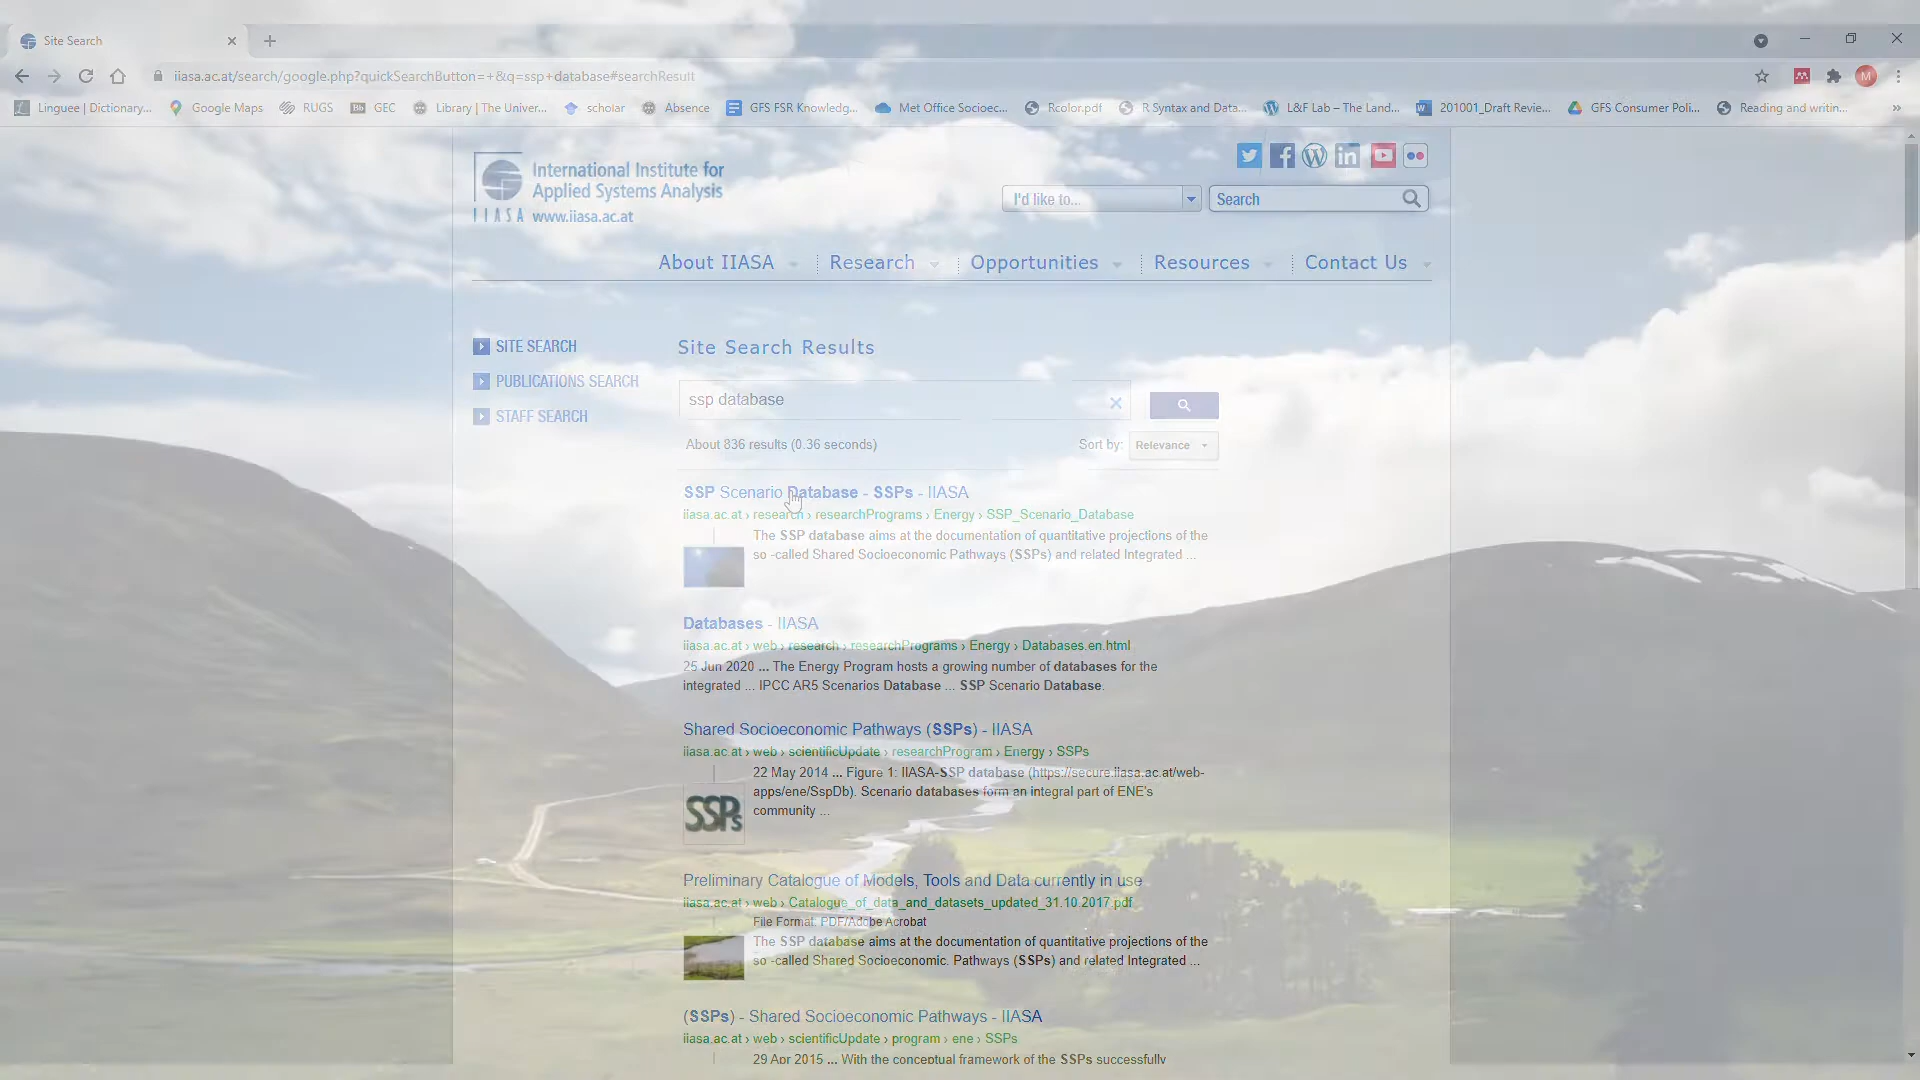 Site Search
iiasa.ac.at/search/google.php?quickSearchButton=+&q=ssp+database#searchResult
M
Linguee | Dictionary...
Google Maps
RUGS
Bb GEC
Library | The Univer...
scholar
Absence
GFS FSR Knowledg...
Met Office Socioec...
Rcolor.pdf
R Syntax and Data...
L&F Lab – The Land...
201001_Draft Revie...
GFS Consumer Poli...
Reading and writin...
»
International Institute for
Applied Systems Analysis
IIASA www.iiasa.ac.at
I'd like to...
Search
About IIASA
Research
Opportunities
Resources
Contact Us
SITE SEARCH
PUBLICATIONS SEARCH
STAFF SEARCH
Site Search Results
ssp database
About 836 results (0.36 seconds)
Sort by: Relevance
SSP Scenario Database - SSPs - IIASA
iiasa.ac.at › research › researchPrograms › Energy › SSP_Scenario_Database
The SSP database aims at the documentation of quantitative projections of the
so -called Shared Socioeconomic Pathways (SSPs) and related Integrated ...
Databases - IIASA
iiasa.ac.at › web › research › researchPrograms › Energy › Databases.en.html
25 Jun 2020 ... The Energy Program hosts a growing number of databases for the
integrated ... IPCC AR5 Scenarios Database ... SSP Scenario Database.
Shared Socioeconomic Pathways (SSPs) - IIASA
iiasa.ac.at › web › scientificUpdate › researchProgram › Energy › SSPs
22 May 2014 ... Figure 1: IIASA-SSP database (https://secure.iiasa.ac.at/web-
apps/ene/SspDb). Scenario databases form an integral part of ENE's
community ...
SSPs
Preliminary Catalogue of Models, Tools and Data currently in use
iiasa.ac.at › web › Catalogue_of_data_and_datasets_updated_31.10.2017.pdf
File Format: PDF/Adobe Acrobat
The SSP database aims at the documentation of quantitative projections of the
so -called Shared Socioeconomic. Pathways (SSPs) and related Integrated ...
(SSPs) - Shared Socioeconomic Pathways - IIASA
iiasa.ac.at › web › scientificUpdate › program › ene › SSPs
29 Apr 2015 ... With the conceptual framework of the SSPs successfully